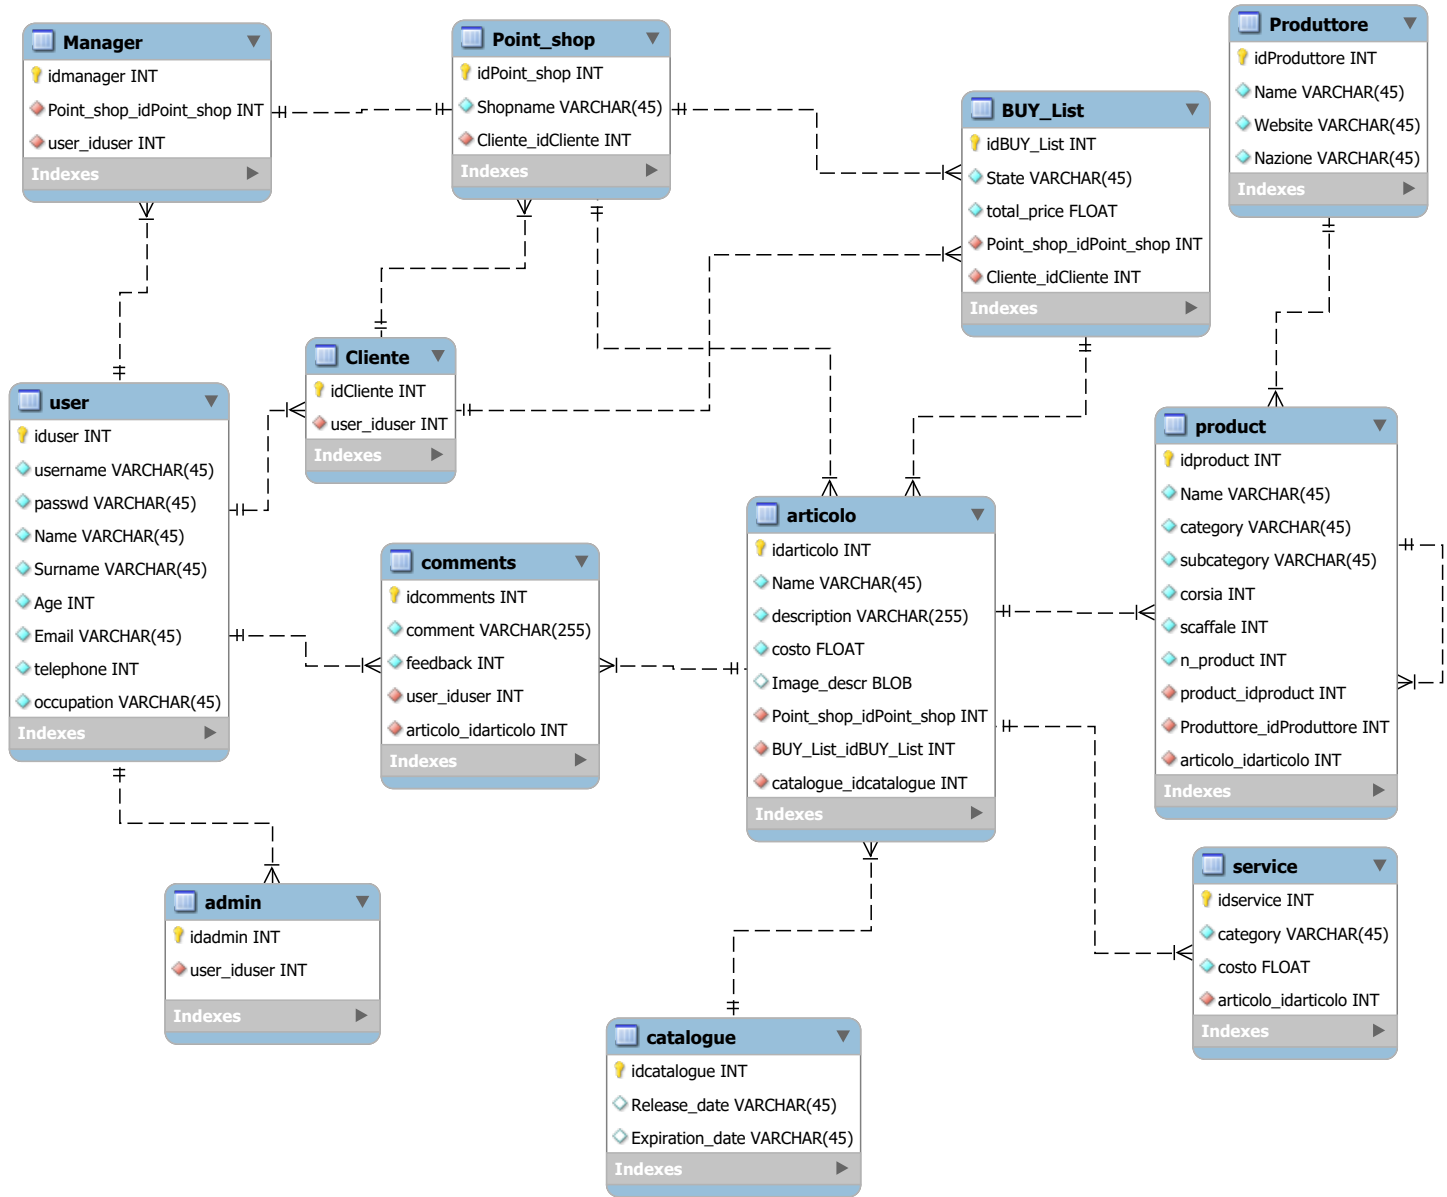 Manager
idmanager INT
Point_shop_idPoint_shop INT
user_iduser INT
Indexes
Point_shop
idPoint_shop INT
Shopname VARCHAR(45)
Cliente_idCliente INT
Indexes
BUY_List
idBUY_List INT
State VARCHAR(45)
total_price FLOAT
Point_shop_idPoint_shop INT
Cliente_idCliente INT
Indexes
Produttore
idProduttore INT
Name VARCHAR(45)
Website VARCHAR(45)
Nazione VARCHAR(45)
Indexes
Cliente
idCliente INT
user_iduser INT
Indexes
user
iduser INT
username VARCHAR(45)
passwd VARCHAR(45)
Name VARCHAR(45)
Surname VARCHAR(45)
Age INT
Email VARCHAR(45)
telephone INT
occupation VARCHAR(45)
Indexes
comments
idcomments INT
comment VARCHAR(255)
feedback INT
user_iduser INT
articolo_idarticolo INT
Indexes
articolo
idarticolo INT
Name VARCHAR(45)
description VARCHAR(255)
costo FLOAT
Image_descr BLOB
Point_shop_idPoint_shop INT
BUY_List_idBUY_List INT
catalogue_idcatalogue INT
Indexes
product
idproduct INT
Name VARCHAR(45)
category VARCHAR(45)
subcategory VARCHAR(45)
corsia INT
scaffale INT
n_product INT
product_idproduct INT
Produttore_idProduttore INT
articolo_idarticolo INT
Indexes
admin
idadmin INT
user_iduser INT
Indexes
service
idservice INT
category VARCHAR(45)
costo FLOAT
articolo_idarticolo INT
Indexes
catalogue
idcatalogue INT
Release_date VARCHAR(45)
Expiration_date VARCHAR(45)
Indexes